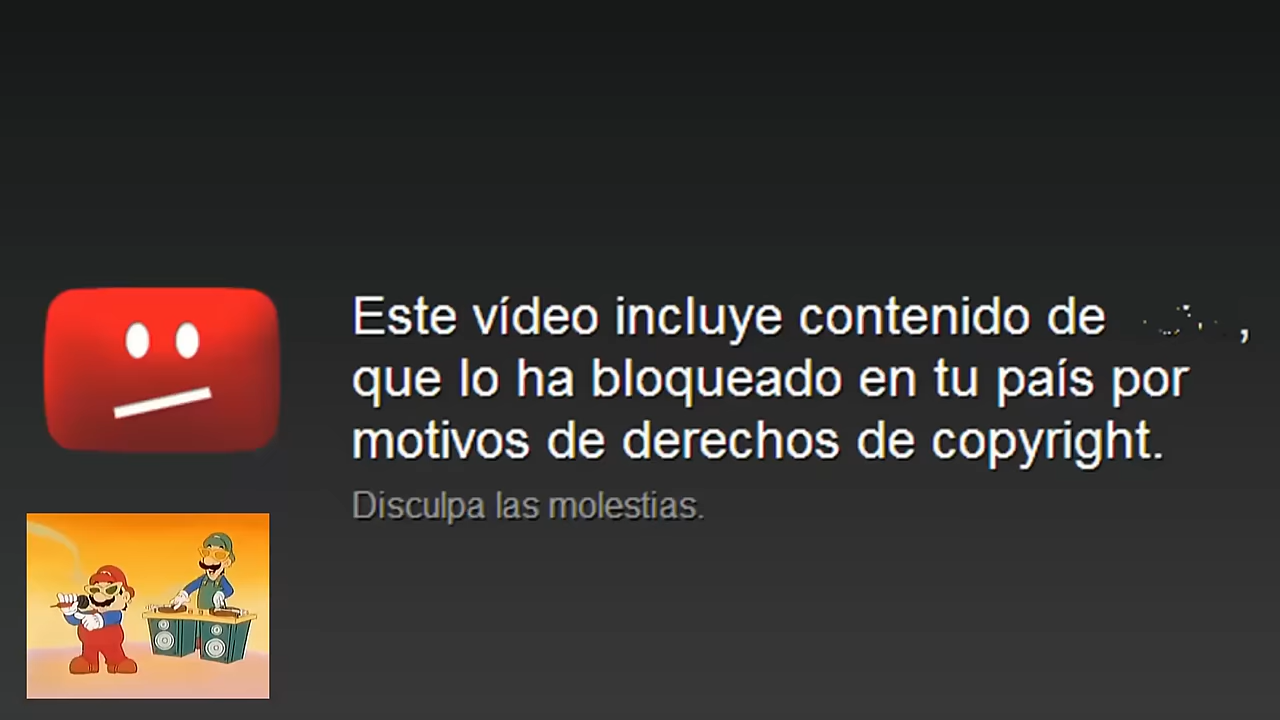 Este vídeo incluye contenido de ,
que lo ha bloqueado en tu país por
motivos de derechos de copyright.
Disculpa las molestias.